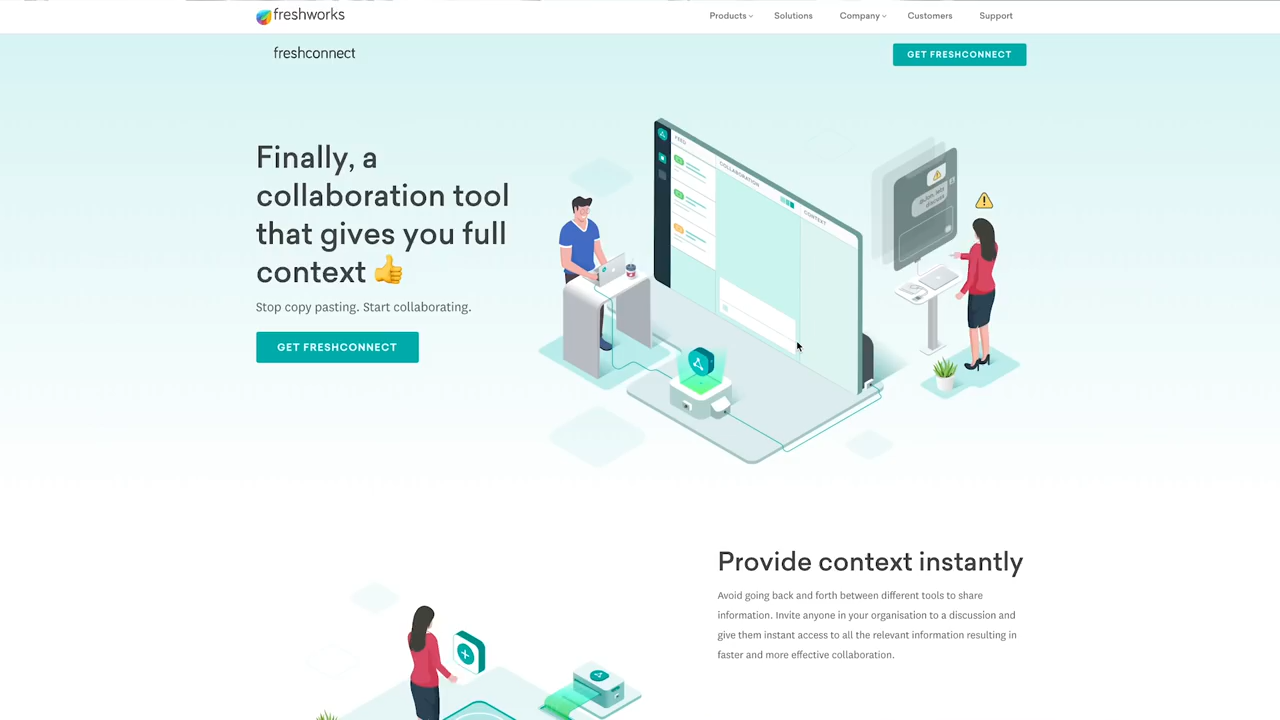 freshworks
Products
Solutions
Company
Customers
Support
freshconnect
GET FRESHCONNECT
Finally, a
collaboration tool
that gives you full
context 👍
Stop copy pasting. Start collaborating.
GET FRESHCONNECT
FEED
COLLABORATION
CONTEXT
Provide context instantly
Avoid going back and forth between different tools to share
information. Invite anyone in your organisation to a discussion and
give them instant access to all the relevant information resulting in
faster and more effective collaboration.